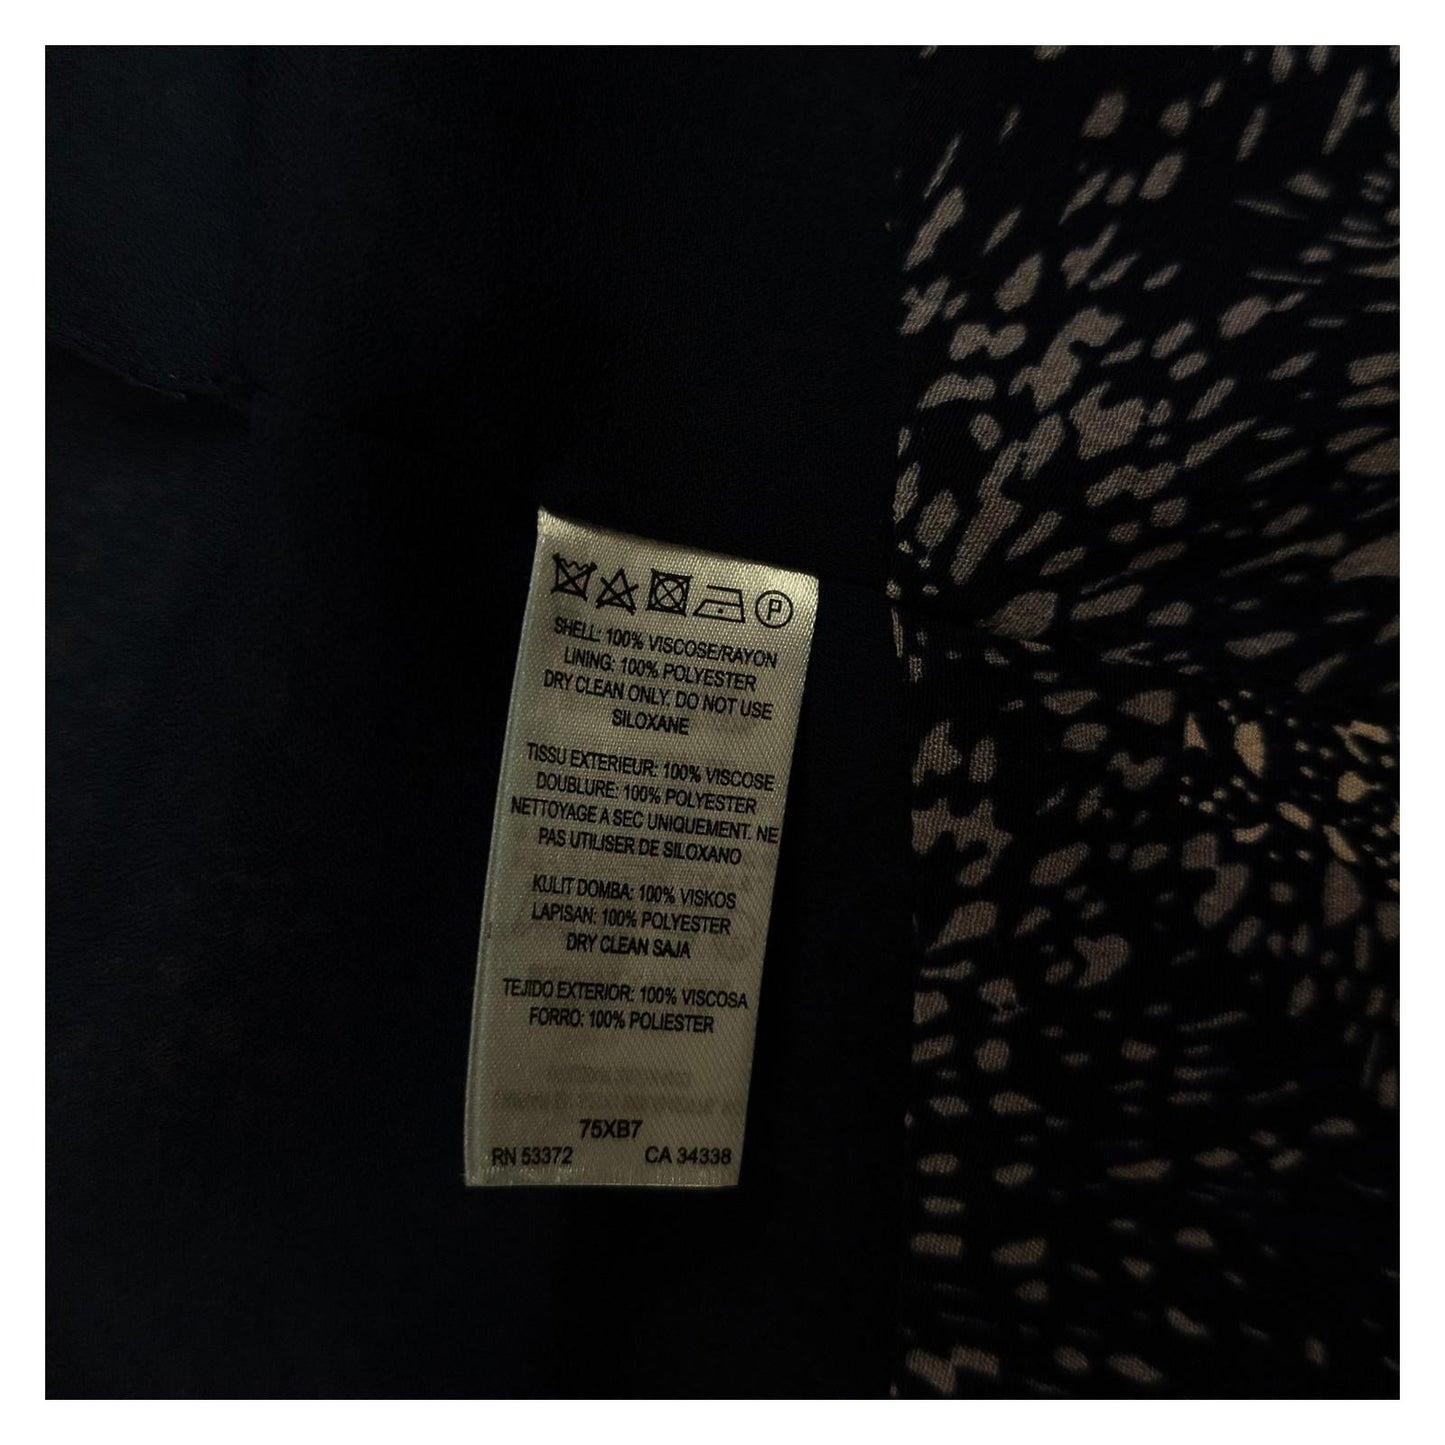 P
SHELL: 100% VISCOSE/RAYON
LINING: 100% POLYESTER
DRY CLEAN ONLY. DO NOT USE
SILOXANE
TISSU EXTERIEUR: 100% VISCOSE
DOUBLURE: 100% POLYESTER
NETTOYAGE A SEC UNIQUEMENT. NE
PAS UTILISER DE SILOXANO
KULIT DOMBA: 100% VISKOS
LAPISAN: 100% POLYESTER
DRY CLEAN SAJA
TEJIDO EXTERIOR: 100% VISCOSA
FORRO: 100% POLIESTER
75XB7
RN 53372 CA 34338